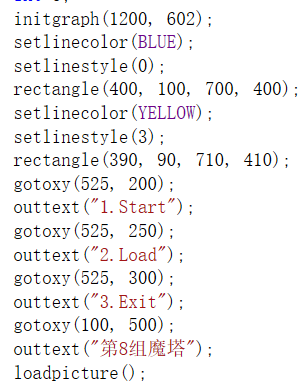 initgraph(1200, 602);
setlinecolor(BLUE);
setlinestyle(0);
rectangle(400, 100, 700, 400);
setlinecolor(YELLOW);
setlinestyle(3);
rectangle(390, 90, 710, 410);
gotoxy(525, 200);
outtext("1.Start");
gotoxy(525, 250);
outtext("2.Load");
gotoxy(525, 300);
outtext("3.Exit");
gotoxy(100, 500);
outtext("第8组魔塔");
loadpicture();